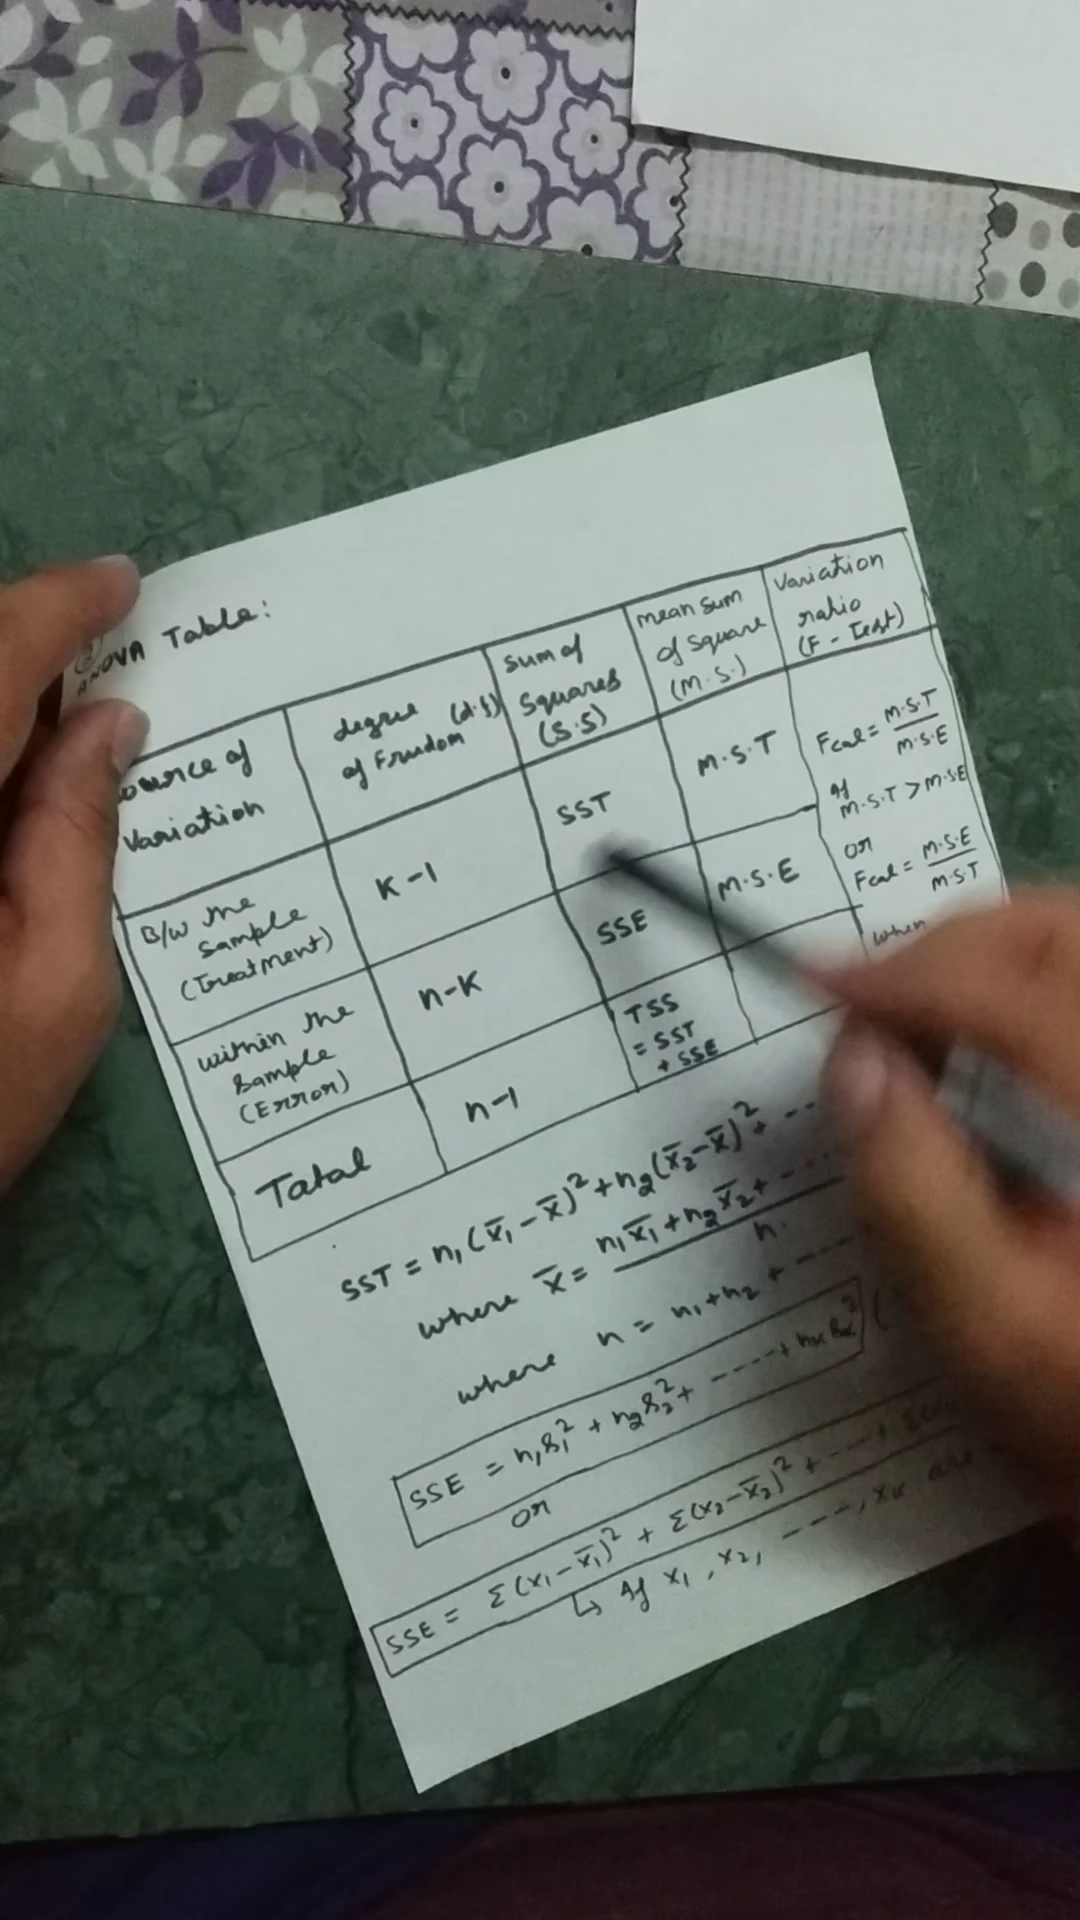 ANOVA Table:
Source of
Variation
degree (d.f)
of Freedom
Sum of
Squares
(S.S)
mean sum
of Square
(M.S.)
Variation
ratio
(F - Test)
B/w the
Sample
(Treatment)
K-1
SST
M.S.T
Fcal = M.S.T / M.S.E
If
M.S.T > M.S.E
or
Fcal = M.S.E / M.S.T
when
within the
Sample
(Error)
n-K
SSE
M.S.E
Tatal
n-1
TSS
= SST
+ SSE
SST = n₁(x̄₁ - x̄)² + n₂(x̄₂ - x̄)² + - -
where x̄ = n₁x̄₁ + n₂x̄₂ + - - - - / n.
where n = n₁ + n₂ + - - - -
SSE = n₁s₁² + n₂s₂² + - - - - + nₖsₖ² (
or
SSE = Σ(x₁ - x̄₁)² + Σ(x₂ - x̄₂)² + - - - +
↳ If x₁, x₂, - - - -, xₖ are